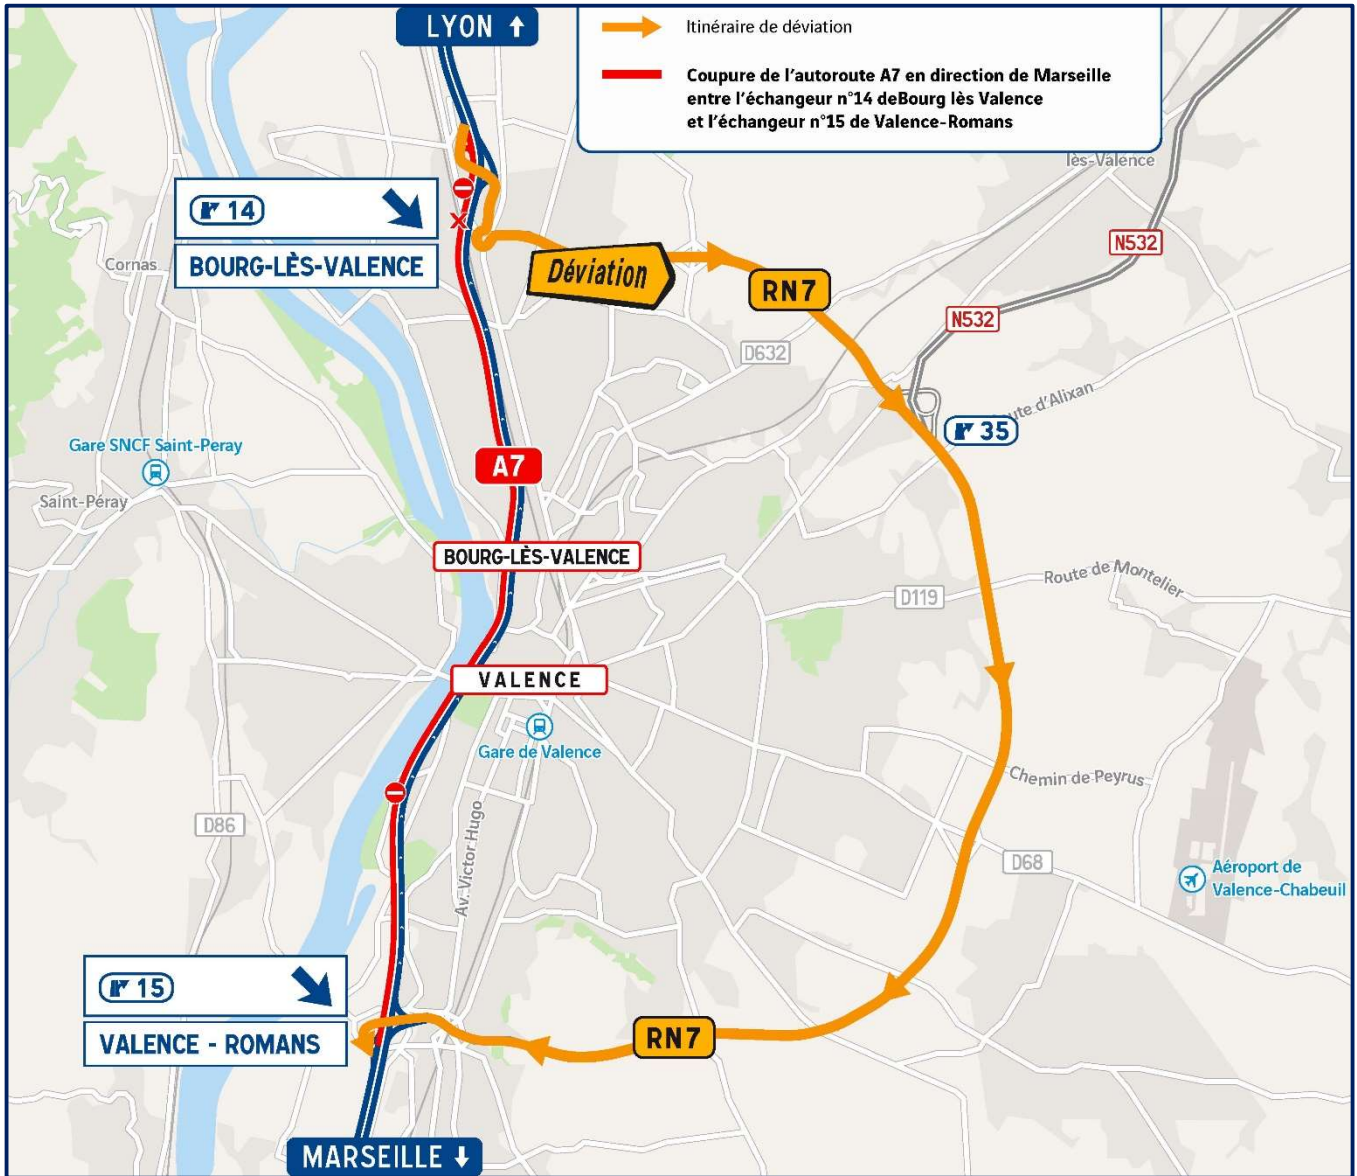 LYON
Itinéraire de déviation
Coupure de l'autoroute A7 en direction de Marseille
entre l'échangeur n°14 deBourg lès Valence
et l'échangeur n°15 de Valence-Romans
lès-Valence
14
BOURG-LÈS-VALENCE
Cornas
Déviation
RN7
N532
N532
D632
35
Route d'Alixan
Gare SNCF Saint-Peray
A7
Saint-Péray
BOURG-LÈS-VALENCE
D119
Route de Montelier
VALENCE
Gare de Valence
Chemin de Peyrus
D86
Av. Victor Hugo
D68
Aéroport de
Valence-Chabeuil
15
VALENCE - ROMANS
RN7
MARSEILLE